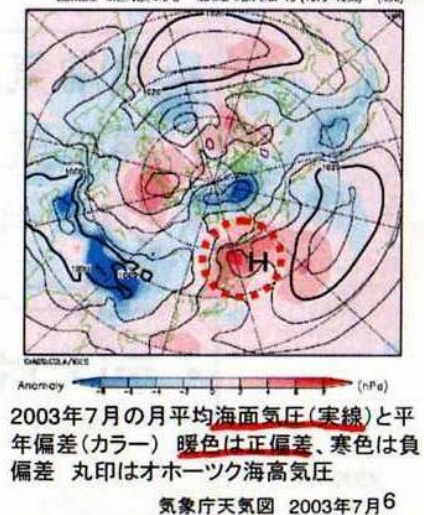 1020
H
1000
Anomaly
(hPa)
2003年7月の月平均海面気圧(実線)と平
年偏差(カラー) 暖色は正偏差、寒色は負
偏差 丸印はオホーツク海高気圧
気象庁天気図 2003年7月6